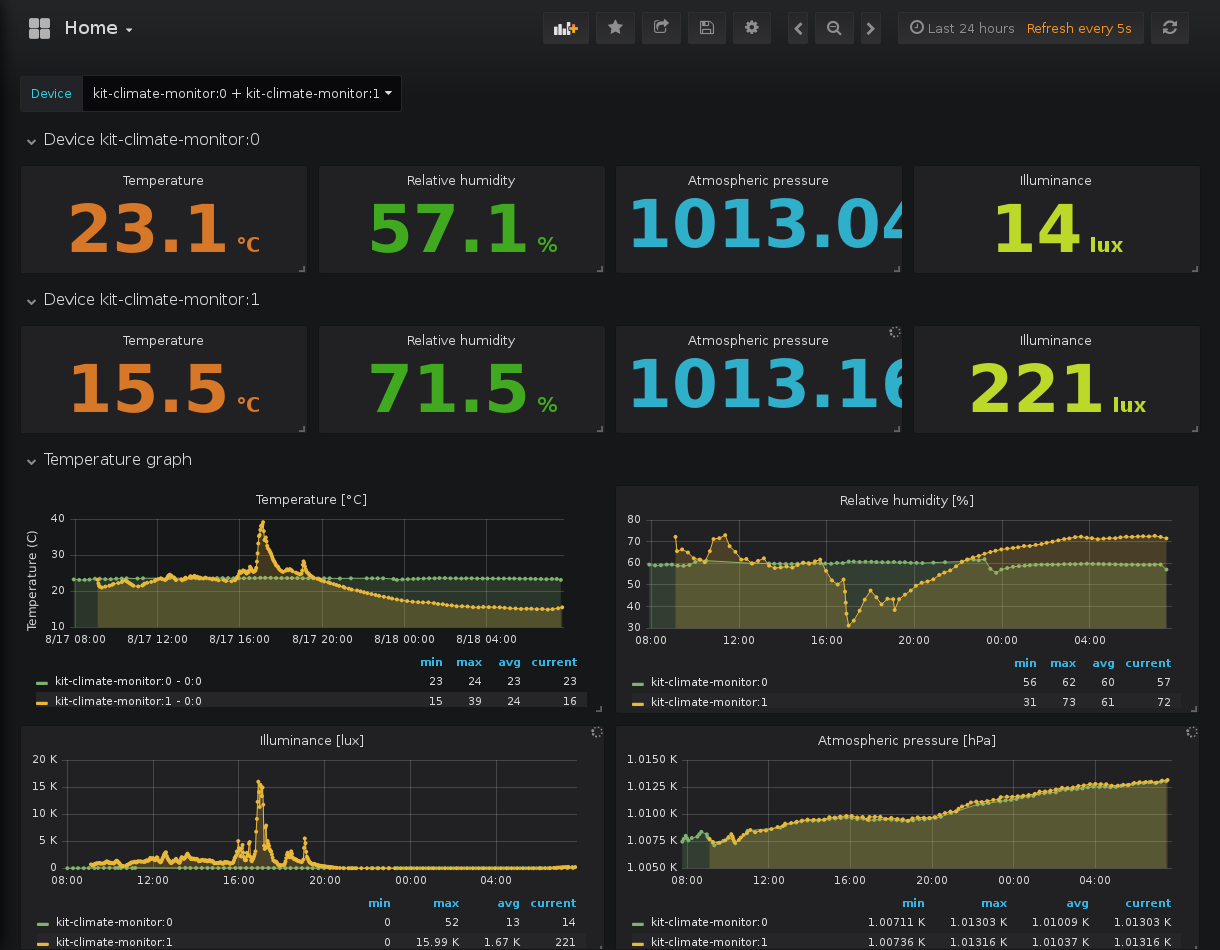 Home
Last 24 hours Refresh every 5s
Device kit-climate-monitor:0 + kit-climate-monitor:1
Device kit-climate-monitor:0
Temperature Relative humidity Atmospheric pressure Illuminance
23.1 °C 57.1 % 1013.04 14 lux
Device kit-climate-monitor:1
Temperature Relative humidity Atmospheric pressure Illuminance
15.5 °C 71.5 % 1013.16 221 lux
Temperature graph
Temperature [°C]
Temperature (C)
40
30
20
10
8/17 08:00 8/17 12:00 8/17 16:00 8/17 20:00 8/18 00:00 8/18 04:00
min max avg current
kit-climate-monitor:0 - 0:0 23 24 23 23
kit-climate-monitor:1 - 0:0 15 39 24 16
Relative humidity [%]
80
70
60
50
40
30
08:00 12:00 16:00 20:00 00:00 04:00
min max avg current
kit-climate-monitor:0 56 62 60 57
kit-climate-monitor:1 31 73 61 72
Illuminance [lux]
20 K
15 K
10 K
5 K
0
08:00 12:00 16:00 20:00 00:00 04:00
min max avg current
kit-climate-monitor:0 0 52 13 14
kit-climate-monitor:1 0 15.99 K 1.67 K 221
Atmospheric pressure [hPa]
1.0150 K
1.0125 K
1.0100 K
1.0075 K
1.0050 K
08:00 12:00 16:00 20:00 00:00 04:00
min max avg current
kit-climate-monitor:0 1.00711 K 1.01303 K 1.01009 K 1.01303 K
kit-climate-monitor:1 1.00736 K 1.01316 K 1.01037 K 1.01316 K